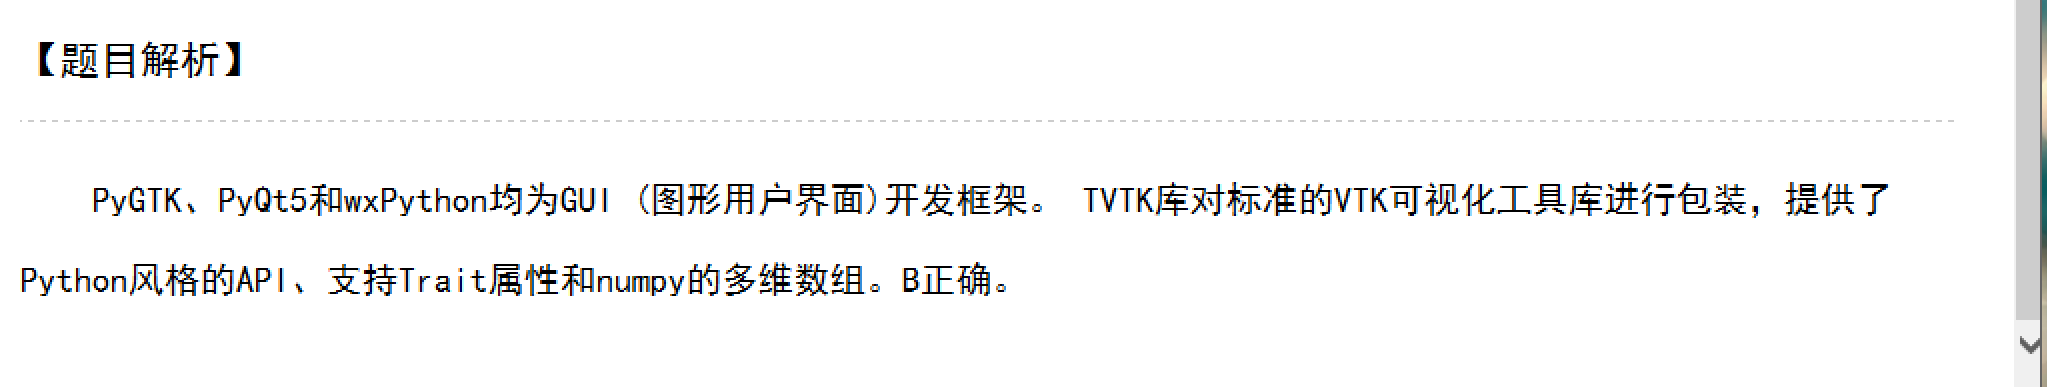 【题目解析】
PyGTK、PyQt5和wxPython均为GUI (图形用户界面)开发框架。 TVTK库对标准的VTK可视化工具库进行包装，提供了
Python风格的API、支持Trait属性和numpy的多维数组。B正确。